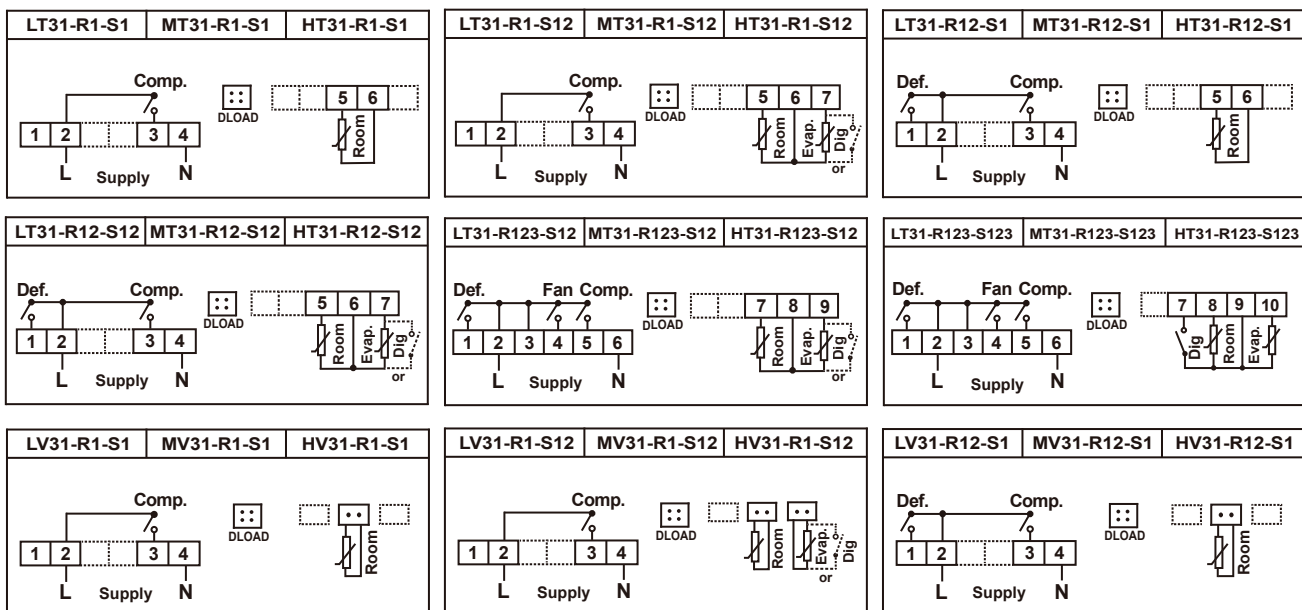 LT31-R1-S1 MT31-R1-S1 HT31-R1-S1
Comp.
DLOAD
5 6
Room
1 2 3 4
L Supply N
LT31-R1-S12 MT31-R1-S12 HT31-R1-S12
Comp.
DLOAD
5 6 7
Room Evap. Dig
or
1 2 3 4
L Supply N
LT31-R12-S1 MT31-R12-S1 HT31-R12-S1
Def. Comp.
DLOAD
5 6
Room
1 2 3 4
L Supply N
LT31-R12-S12 MT31-R12-S12 HT31-R12-S12
Def. Comp.
DLOAD
5 6 7
Room Evap. Dig
or
1 2 3 4
L Supply N
LT31-R123-S12 MT31-R123-S12 HT31-R123-S12
Def. Fan Comp.
DLOAD
7 8 9
Room Evap. Dig
or
1 2 3 4 5 6
L Supply N
LT31-R123-S123 MT31-R123-S123 HT31-R123-S123
Def. Fan Comp.
DLOAD
7 8 9 10
Dig Room Evap.
1 2 3 4 5 6
L Supply N
LV31-R1-S1 MV31-R1-S1 HV31-R1-S1
Comp.
DLOAD
Room
1 2 3 4
L Supply N
LV31-R1-S12 MV31-R1-S12 HV31-R1-S12
Comp.
DLOAD
Room Evap. Dig
or
1 2 3 4
L Supply N
LV31-R12-S1 MV31-R12-S1 HV31-R12-S1
Def. Comp.
DLOAD
Room
1 2 3 4
L Supply N